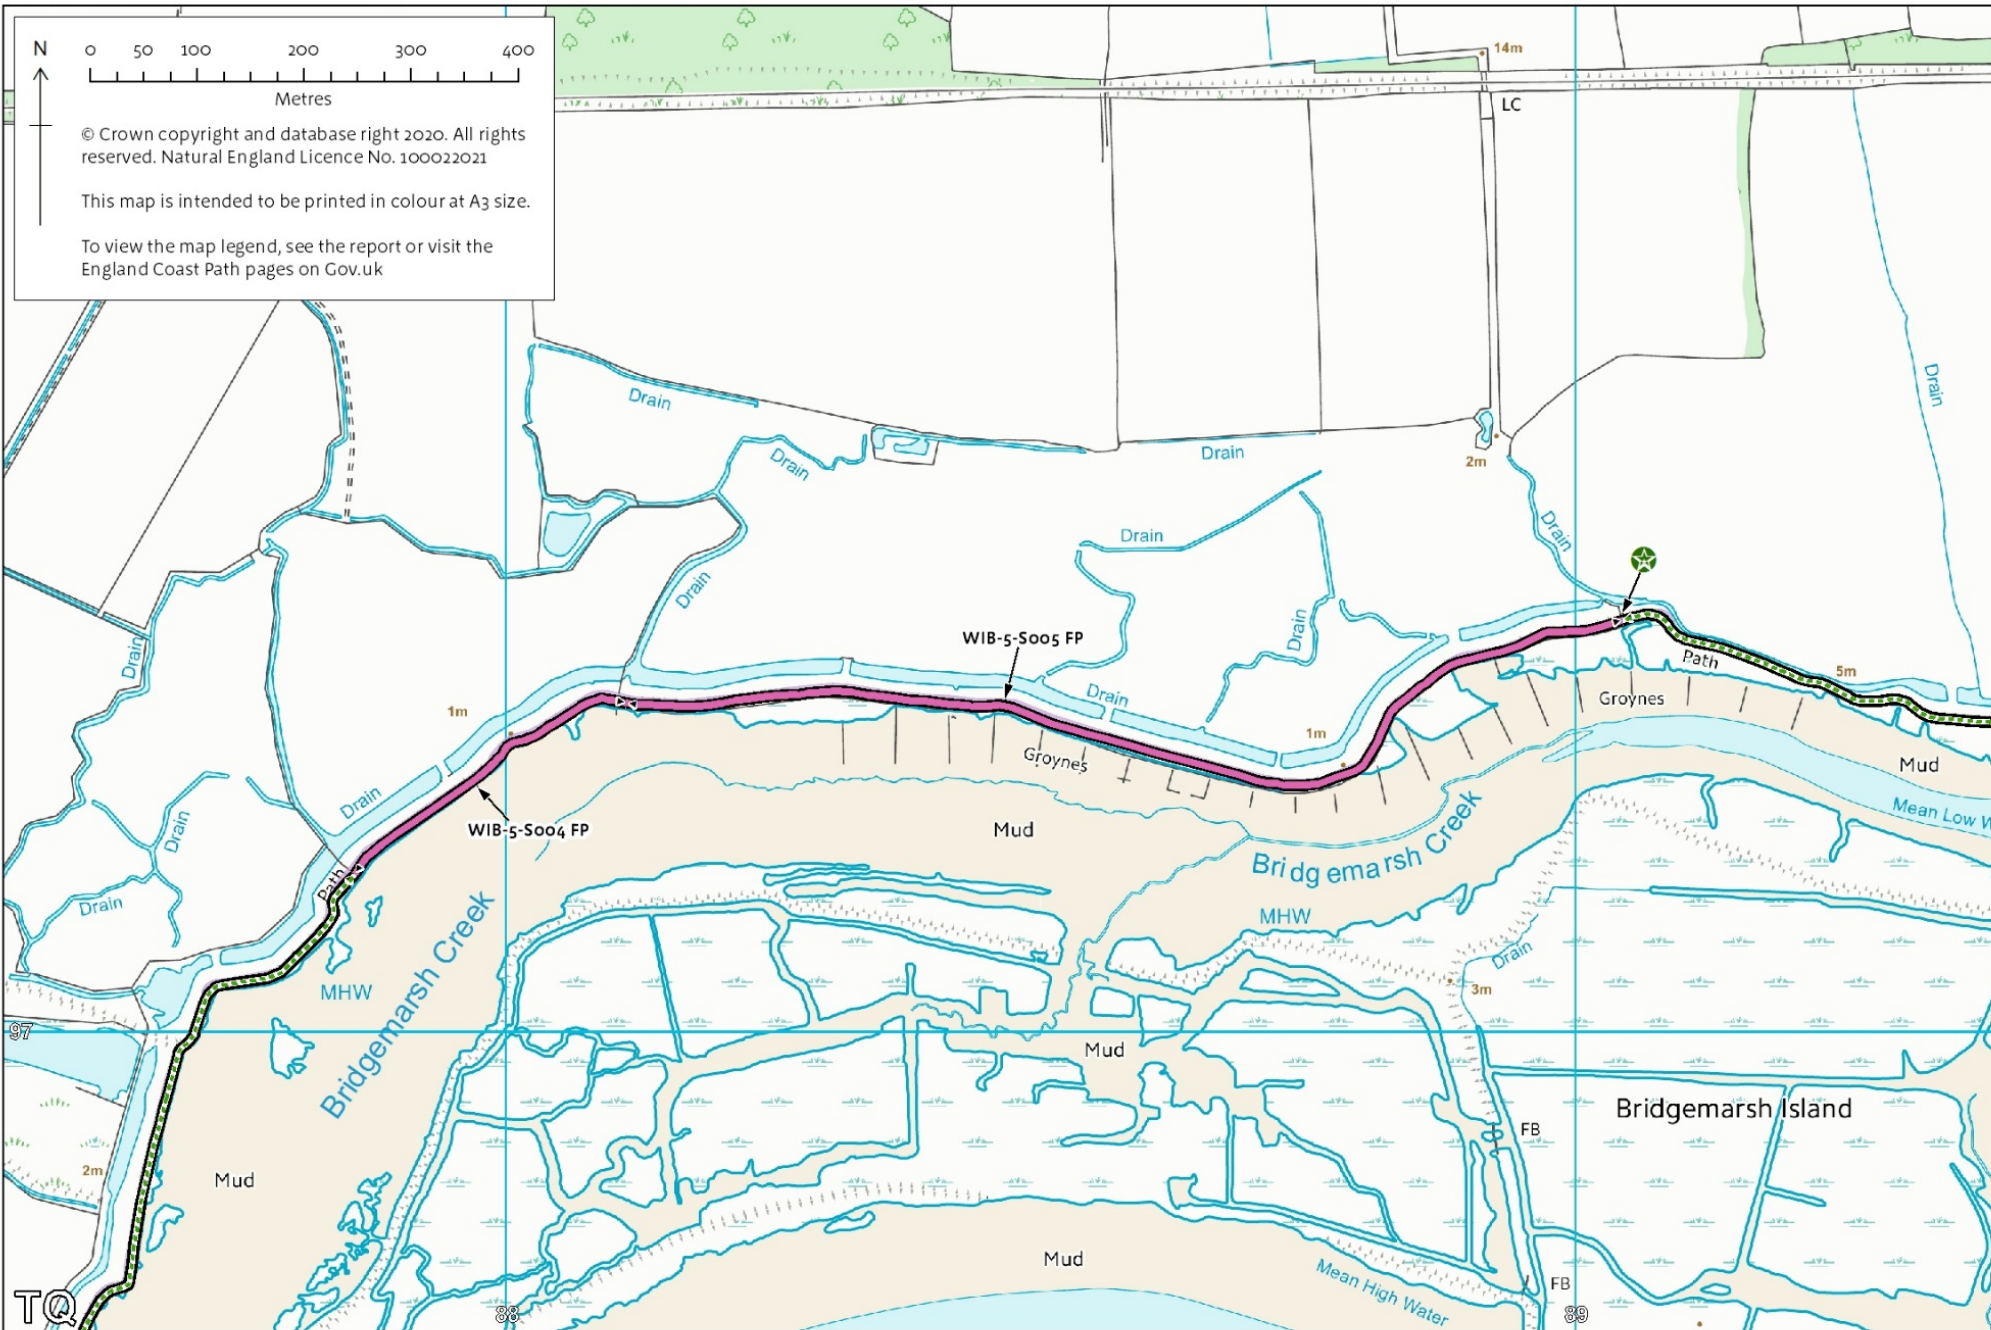 N
0 50 100 200 300 400
Metres
© Crown copyright and database right 2020. All rights
reserved. Natural England Licence No. 100022021
This map is intended to be printed in colour at A3 size.
To view the map legend, see the report or visit the
England Coast Path pages on Gov.uk
14m
LC
Drain
Drain
Drain
Drain
2m
Drain
Drain
Drain
Drain
Drain
Drain
WIB-5-S005 FP
Path
5m
Drain
Groynes
1m
1m
Groynes
Mud
Drain
Mean Low W
WIB-5-S004 FP
Mud
Drain
Bridgemarsh Creek
Path
Drain
MHW
Bridgemarsh Creek
Drain
MHW
3m
97
Mud
Bridgemarsh Island
FB
2m
Mud
Mud
Mean High Water
FB
TQ
88
89